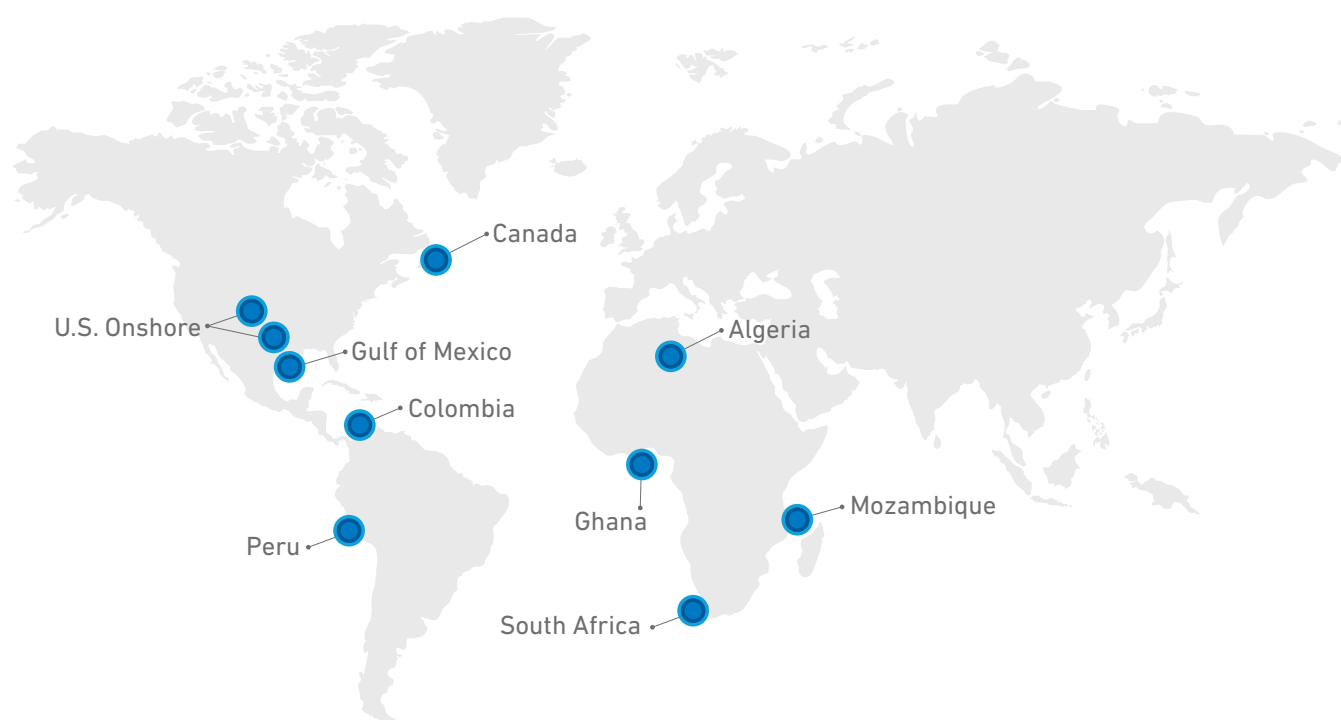 Canada
U.S. Onshore
Algeria
Gulf of Mexico
Colombia
Mozambique
Ghana
Peru
South Africa